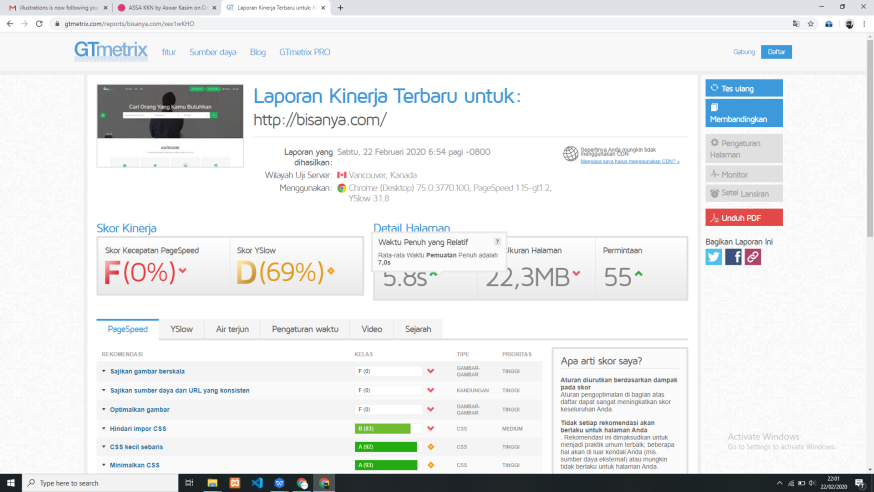 illustrations is now following you
ASSA KKN by Aswar Kasim on D
Laporan Kinerja Terbaru untuk: h
gtmetrix.com/reports/bisanya.com/xex1wKHO
GTmetrix
fitur
Sumber daya
Blog
GTmetrix PRO
Gabung
Daftar
Cari Orang Yang Kamu Butuhkan
KATEGORI
Laporan Kinerja Terbaru untuk:
http://bisanya.com/
Laporan yang dihasilkan:
Sabtu, 22 Februari 2020 6:54 pagi -0800
Wilayah Uji Server:
Vancouver, Kanada
Menggunakan:
Chrome (Desktop) 75.0.3770.100, PageSpeed 1.15-gt1.2,
YSlow 3.1.8
Sepertinya Anda mungkin tidak
menggunakan CDN
Mengapa saya harus menggunakan CDN? »
Tes ulang
Membandingkan
Pengaturan
Halaman
Monitor
Setel Lansiran
Unduh PDF
Bagikan Laporan Ini
Skor Kinerja
Skor Kecepatan PageSpeed
F(0%)
Skor YSlow
D(69%)
Detail Halaman
Waktu Penuh yang Relatif
?
Rata-rata Waktu Pemuatan Penuh adalah
7,0s
5.8s
Ukuran Halaman
22,3MB
Permintaan
55
PageSpeed
YSlow
Air terjun
Pengaturan waktu
Video
Sejarah
REKOMENDASI
KELAS
TIPE
PRIORITAS
Sajikan gambar berskala
F (0)
GAMBAR-
GAMBAR
TINGGI
Sajikan sumber daya dari URL yang konsisten
F (0)
KANDUNGAN
TINGGI
Optimalkan gambar
F (0)
GAMBAR-
GAMBAR
TINGGI
Hindari impor CSS
B (83)
CSS
MEDIUM
CSS kecil sebaris
A (92)
CSS
TINGGI
Minimalkan CSS
A (93)
CSS
TINGGI
Apa arti skor saya?
Aturan diurutkan berdasarkan dampak
pada skor
Aturan pengoptimalan di bagian atas
daftar dapat sangat meningkatkan skor
keseluruhan Anda.
Tidak setiap rekomendasi akan
berlaku untuk halaman Anda
. Rekomendasi ini dimaksudkan untuk
menjadi praktik umum terbaik; beberapa
hal akan di luar kendali Anda (mis.
sumber daya eksternal) atau mungkin
tidak berlaku untuk halaman Anda.
Activate Windows
Go to Settings to activate Windows.
Type here to search
22:01
22/02/2020